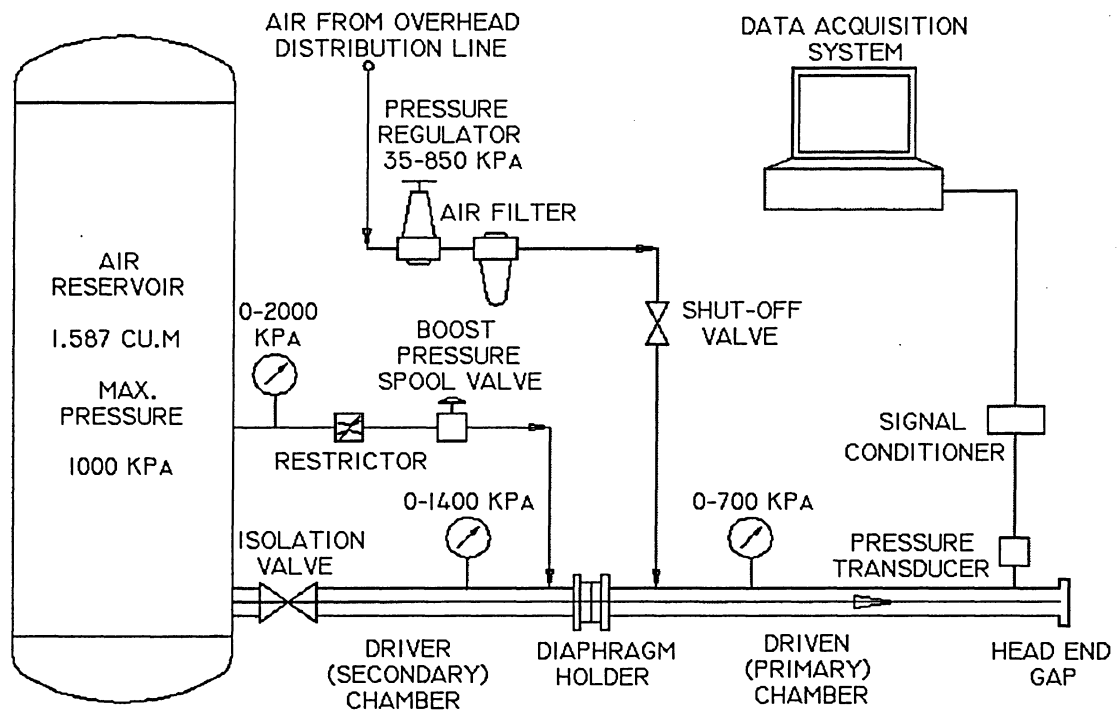 AIR FROM OVERHEAD
DISTRIBUTION LINE
DATA ACQUISITION
SYSTEM
PRESSURE
REGULATOR
35-850 KPA
AIR FILTER
AIR
RESERVOIR
1.587 CU.M
MAX.
PRESSURE
1000 KPA
0-2000
KPA
BOOST
PRESSURE
SPOOL VALVE
SHUT-OFF
VALVE
RESTRICTOR
SIGNAL
CONDITIONER
0-1400 KPA
0-700 KPA
ISOLATION
VALVE
PRESSURE
TRANSDUCER
DRIVER
(SECONDARY)
CHAMBER
DIAPHRAGM
HOLDER
DRIVEN
(PRIMARY)
CHAMBER
HEAD END
GAP